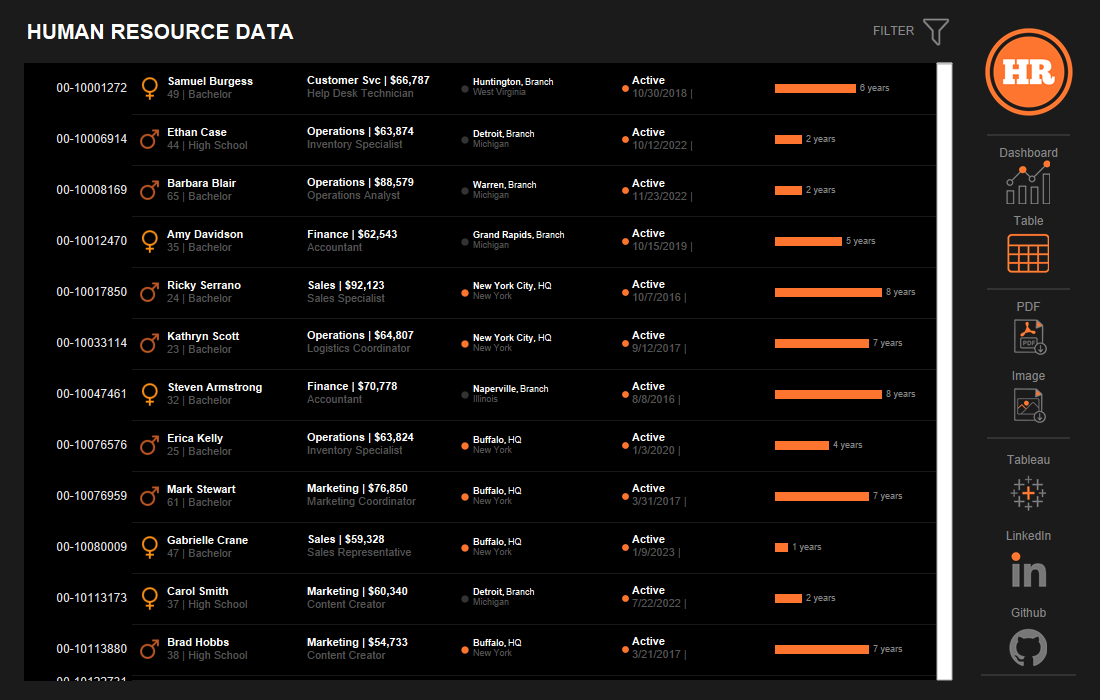 HUMAN RESOURCE DATA
FILTER
HR
00-10001272 Samuel Burgess Customer Svc | $66,787 Huntington, Branch Active 6 years
49 | Bachelor Help Desk Technician West Virginia 10/30/2018 |
00-10006914 Ethan Case Operations | $63,874 Detroit, Branch Active 2 years
44 | High School Inventory Specialist Michigan 10/12/2022 |
00-10008169 Barbara Blair Operations | $88,579 Warren, Branch Active 2 years
65 | Bachelor Operations Analyst Michigan 11/23/2022 |
00-10012470 Amy Davidson Finance | $62,543 Grand Rapids, Branch Active 5 years
35 | Bachelor Accountant Michigan 10/15/2019 |
00-10017850 Ricky Serrano Sales | $92,123 New York City, HQ Active 8 years
24 | Bachelor Sales Specialist New York 10/7/2016 |
00-10033114 Kathryn Scott Operations | $64,807 New York City, HQ Active 7 years
23 | Bachelor Logistics Coordinator New York 9/12/2017 |
00-10047461 Steven Armstrong Finance | $70,778 Naperville, Branch Active 8 years
32 | Bachelor Accountant Illinois 8/8/2016 |
00-10076576 Erica Kelly Operations | $63,824 Buffalo, HQ Active 4 years
25 | Bachelor Inventory Specialist New York 1/3/2020 |
00-10076959 Mark Stewart Marketing | $76,850 Buffalo, HQ Active 7 years
61 | Bachelor Marketing Coordinator New York 3/31/2017 |
00-10080009 Gabrielle Crane Sales | $59,328 Buffalo, HQ Active 1 years
47 | Bachelor Sales Representative New York 1/9/2023 |
00-10113173 Carol Smith Marketing | $60,340 Detroit, Branch Active 2 years
37 | High School Content Creator Michigan 7/22/2022 |
00-10113880 Brad Hobbs Marketing | $54,733 Buffalo, HQ Active 7 years
38 | High School Content Creator New York 3/21/2017 |
Dashboard
Table
PDF
PDF
Image
Tableau
LinkedIn
in
Github